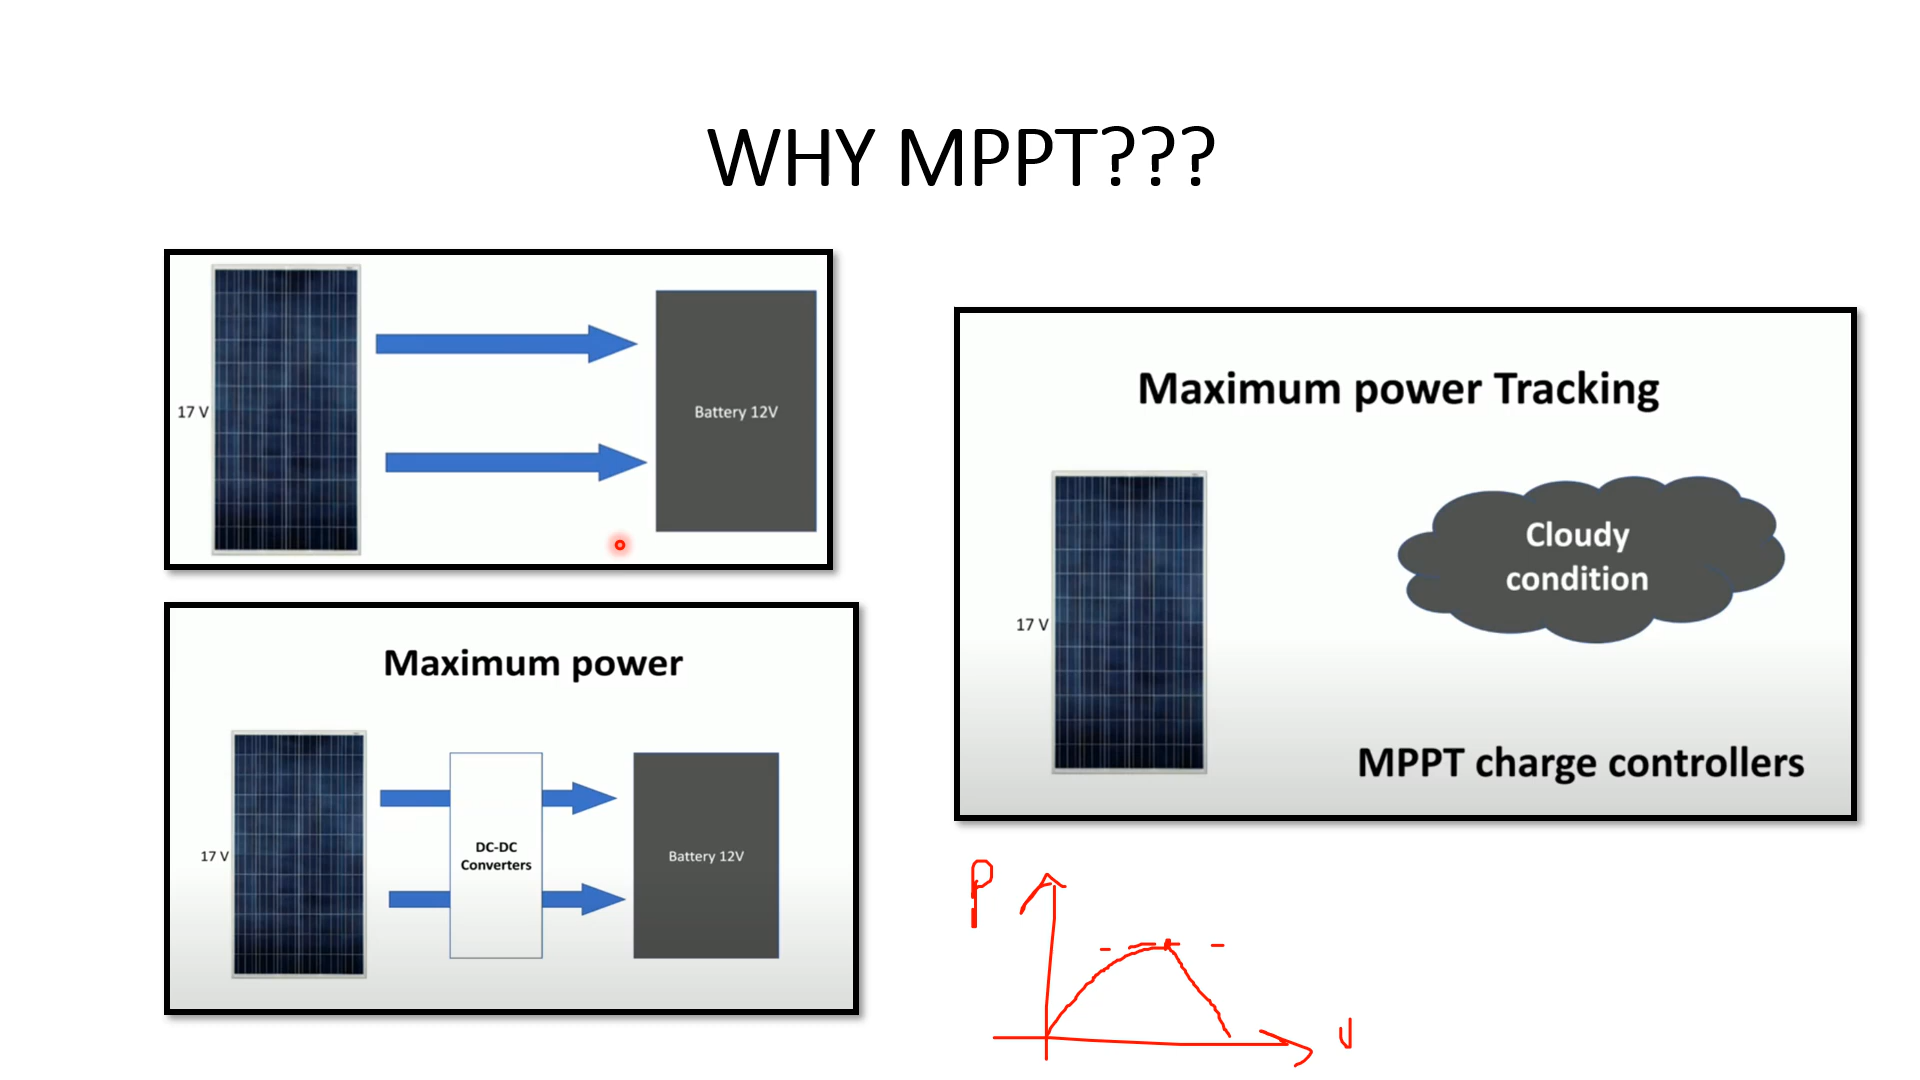 WHY MPPT???
17 V
Battery 12V
Maximum power
17 V
DC-DC
Converters
Battery 12V
Maximum power Tracking
17 V
Cloudy
condition
MPPT charge controllers
P
V